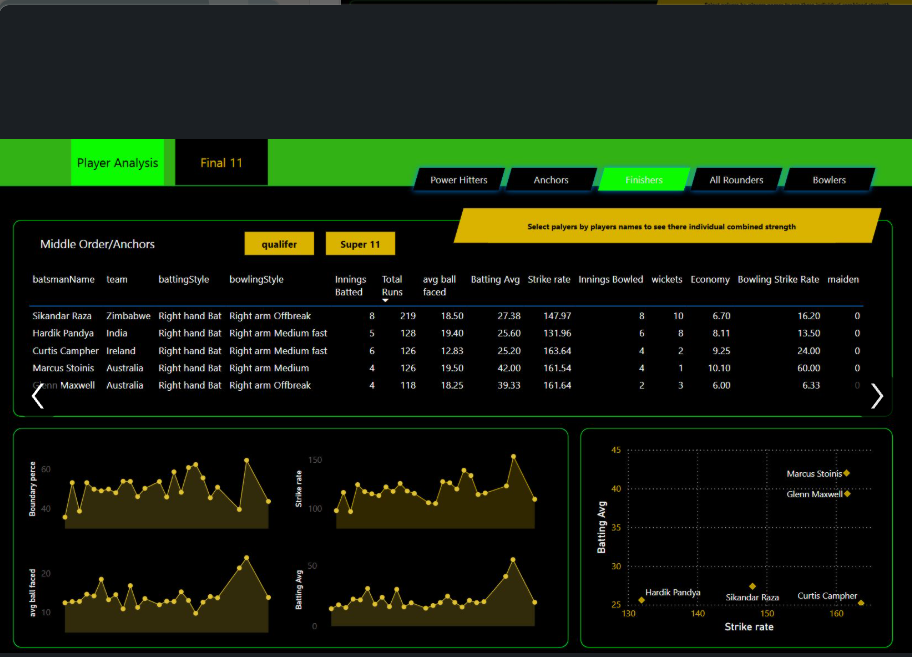 Player Analysis
Final 11
Power Hitters
Anchors
Finishers
All Rounders
Bowlers
Select palyers by players names to see there individual combined strength
Middle Order/Anchors
qualifer
Super 11
batsmanName team battingStyle bowlingStyle Innings Batted Total Runs avg ball faced Batting Avg Strike rate Innings Bowled wickets Economy Bowling Strike Rate maiden
Sikandar Raza Zimbabwe Right hand Bat Right arm Offbreak 8 219 18.50 27.38 147.97 8 10 6.70 16.20 0
Hardik Pandya India Right hand Bat Right arm Medium fast 5 128 19.40 25.60 131.96 6 8 8.11 13.50 0
Curtis Campher Ireland Right hand Bat Right arm Medium fast 6 126 12.83 25.20 163.64 4 2 9.25 24.00 0
Marcus Stoinis Australia Right hand Bat Right arm Medium 4 126 19.50 42.00 161.54 4 1 10.10 60.00 0
Glenn Maxwell Australia Right hand Bat Right arm Offbreak 4 118 18.25 39.33 161.64 2 3 6.00 6.33 0
Boundary perce
60
40
Strike rate
150
100
avg ball faced
20
10
Batting Avg
50
0
Batting Avg
45
40
35
30
25
Marcus Stoinis
Glenn Maxwell
Hardik Pandya
Sikandar Raza
Curtis Campher
130 140 150 160
Strike rate